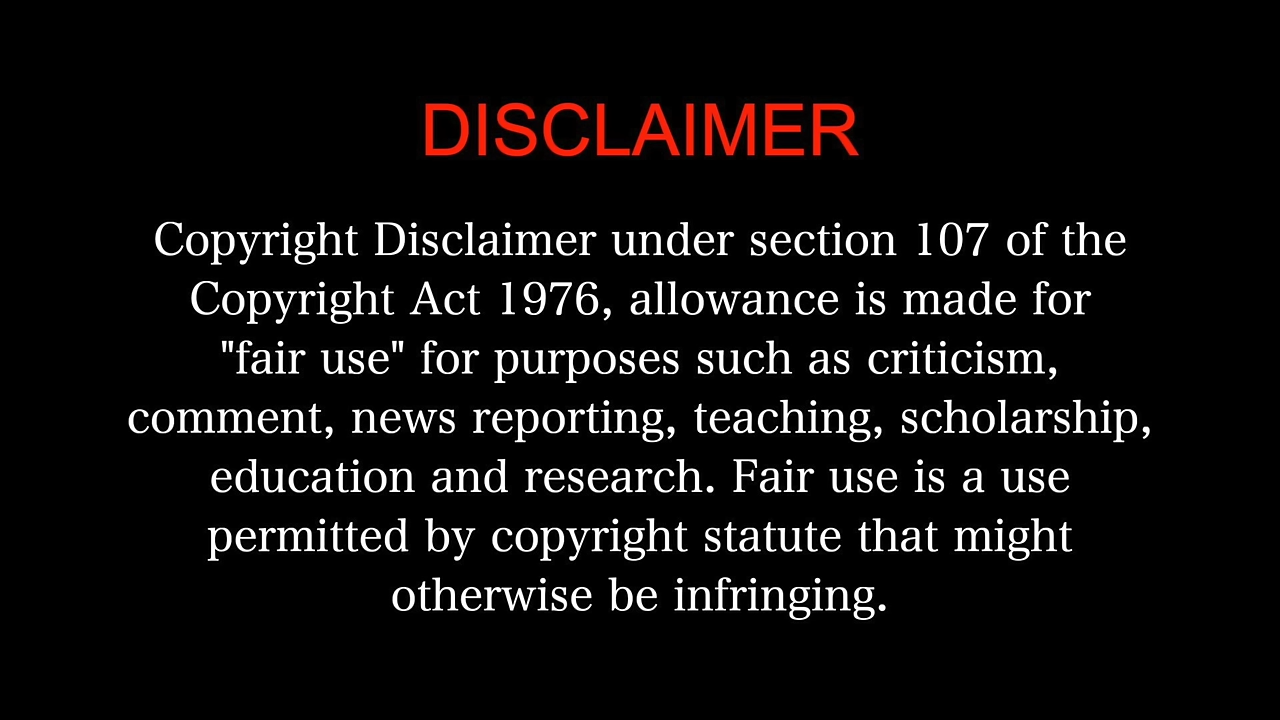 DISCLAIMER
Copyright Disclaimer under section 107 of the
Copyright Act 1976, allowance is made for
"fair use" for purposes such as criticism,
comment, news reporting, teaching, scholarship,
education and research. Fair use is a use
permitted by copyright statute that might
otherwise be infringing.